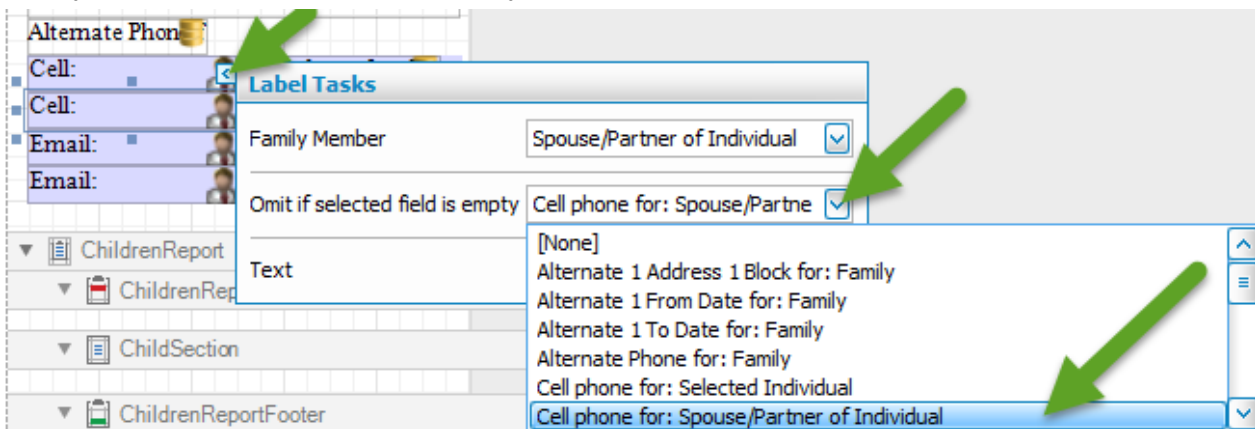 Alternate Phone
Cell:
Label Tasks
Cell:
Family Member
Spouse/Partner of Individual
Email:
Email:
Omit if selected field is empty
Cell phone for: Spouse/Partne
[None]
ChildrenReport
Text
Alternate 1 Address 1 Block for: Family
ChildrenRep
Alternate 1 From Date for: Family
Alternate 1 To Date for: Family
ChildSection
Alternate Phone for: Family
Cell phone for: Selected Individual
ChildrenReportFooter
Cell phone for: Spouse/Partner of Individual